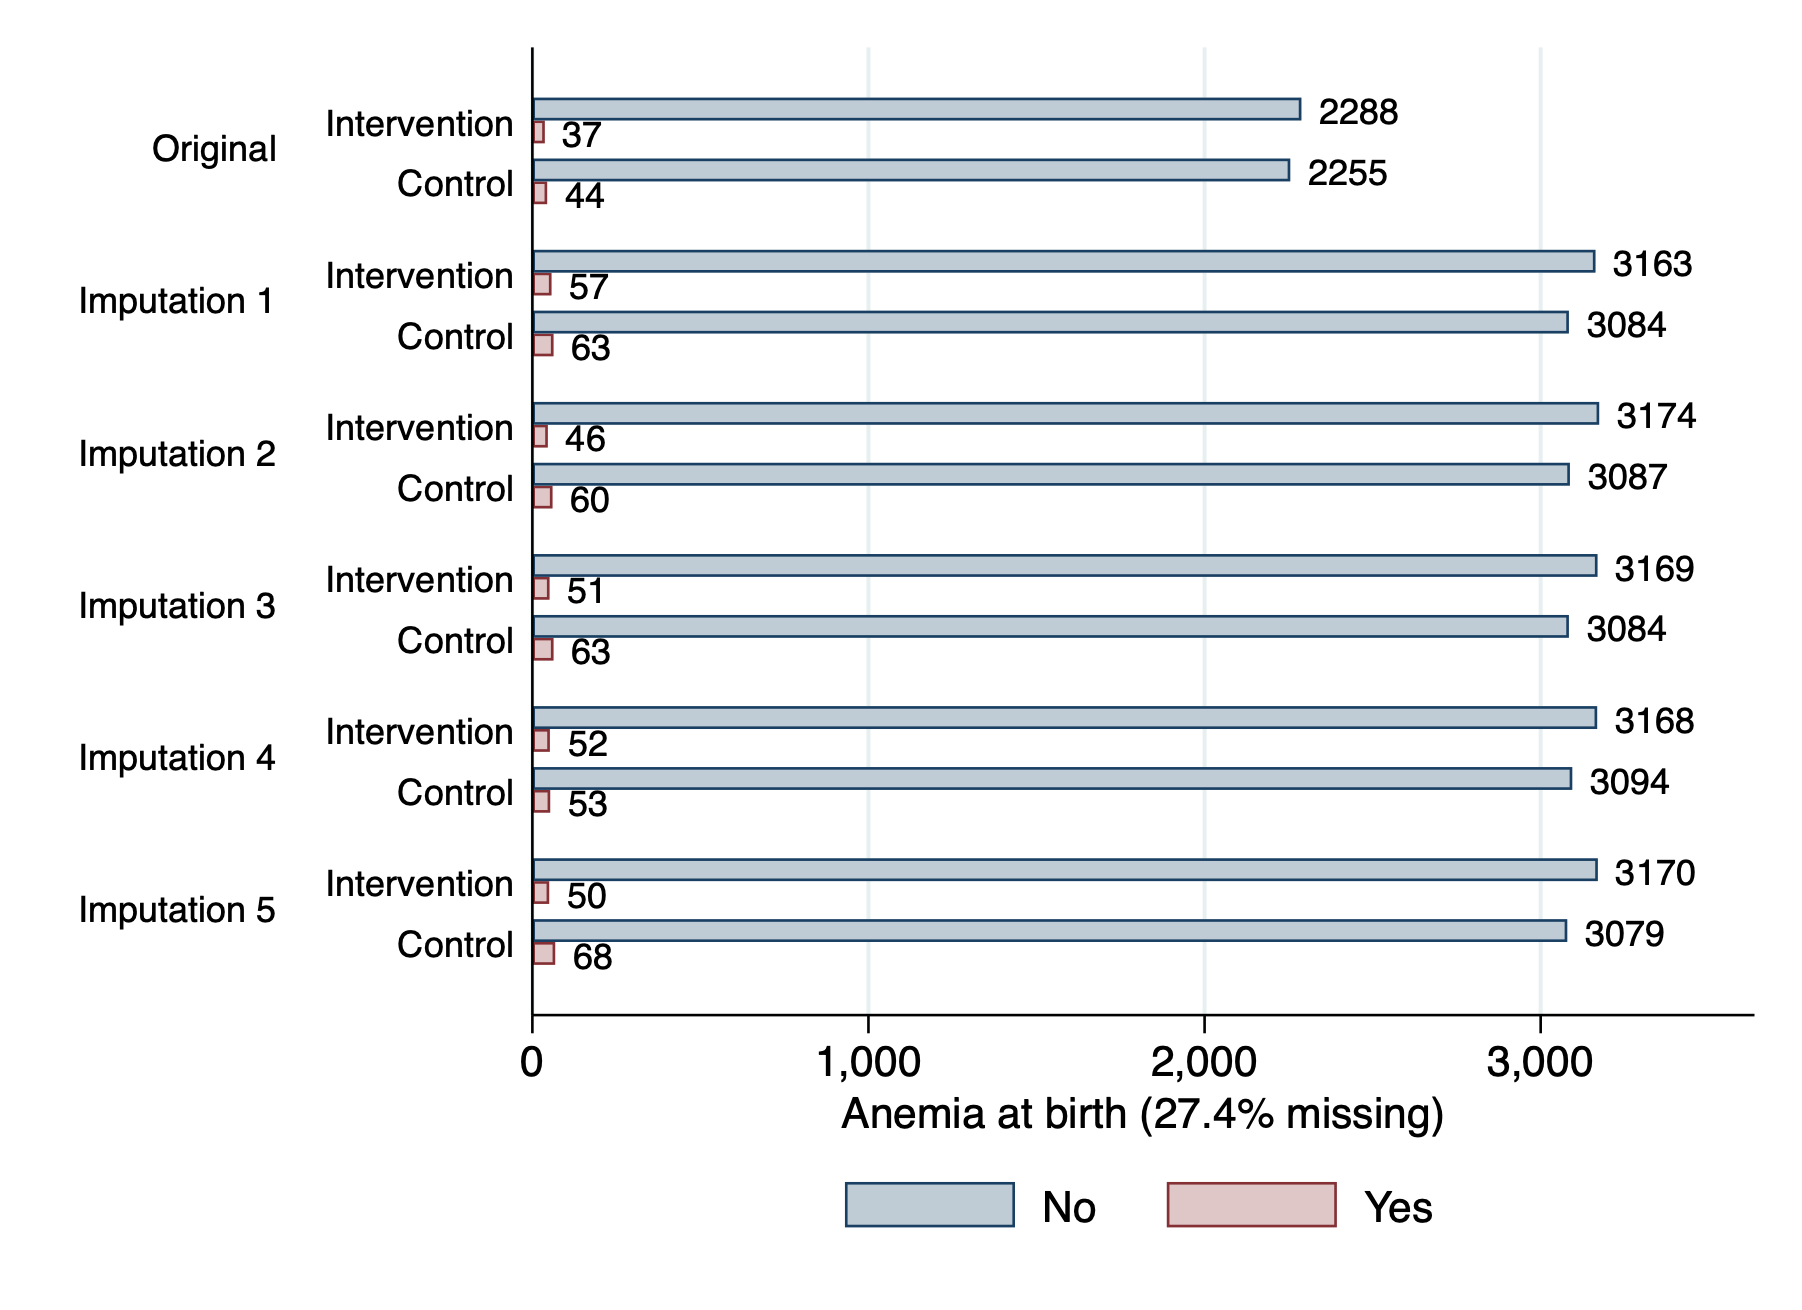 Original
Intervention
2288
37
Control
2255
44
Imputation 1
Intervention
3163
57
Control
3084
63
Imputation 2
Intervention
3174
46
Control
3087
60
Imputation 3
Intervention
3169
51
Control
3084
63
Imputation 4
Intervention
3168
52
Control
3094
53
Imputation 5
Intervention
3170
50
Control
3079
68
0 1,000 2,000 3,000
Anemia at birth (27.4% missing)
No Yes